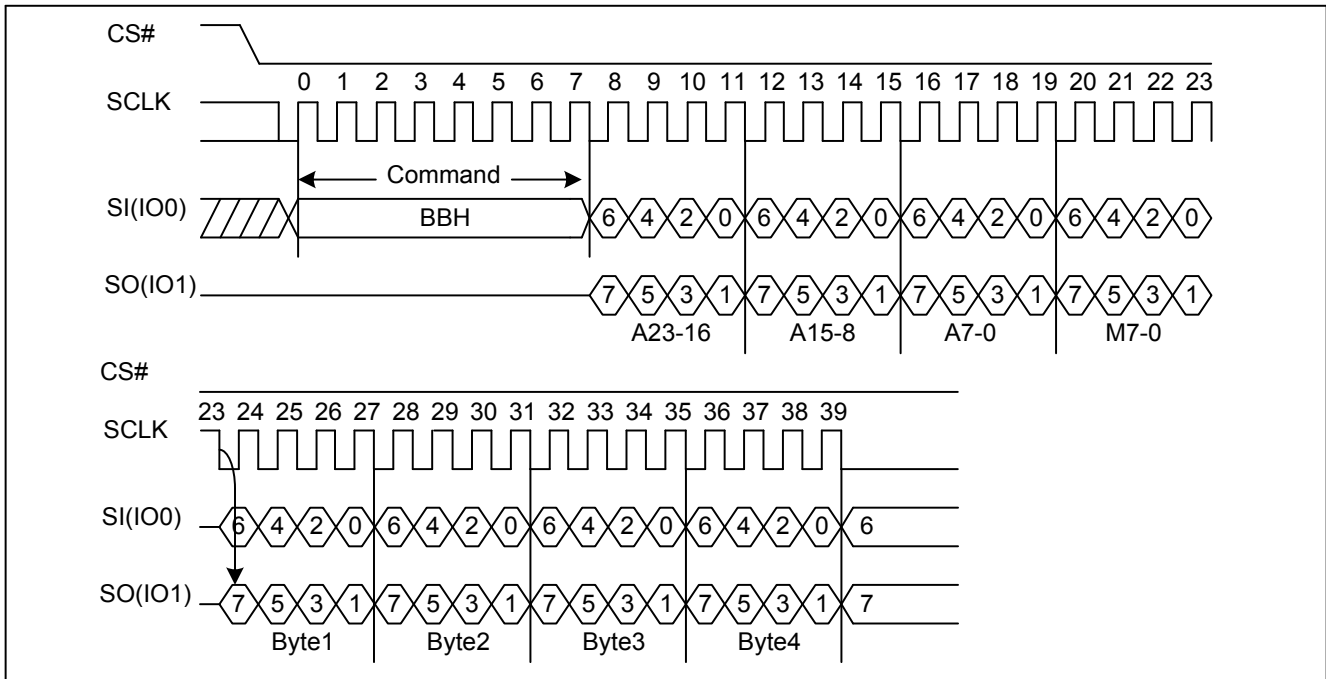 CS#
0 1 2 3 4 5 6 7 8 9 10 11 12 13 14 15 16 17 18 19 20 21 22 23
SCLK
Command
SI(IO0) BBH 6 4 2 0 6 4 2 0 6 4 2 0 6 4 2 0
SO(IO1) 7 5 3 1 7 5 3 1 7 5 3 1 7 5 3 1
A23-16 A15-8 A7-0 M7-0
CS#
23 24 25 26 27 28 29 30 31 32 33 34 35 36 37 38 39
SCLK
SI(IO0) 6 4 2 0 6 4 2 0 6 4 2 0 6 4 2 0 6
SO(IO1) 7 5 3 1 7 5 3 1 7 5 3 1 7 5 3 1 7
Byte1 Byte2 Byte3 Byte4